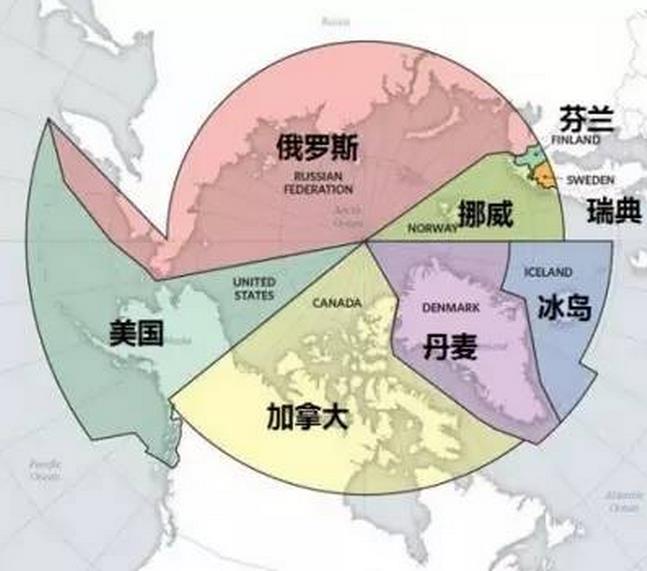 Russia
芬兰
FINLAND
俄罗斯
RUSSIAN
FEDERATION
SWEDEN
瑞典
挪威
NORWAY
Arctic
Ocean
ICELAND
冰岛
UNITED
STATES
CANADA
DENMARK
美国
丹麦
加拿大
Pacific
Ocean
Atlantic
Ocean